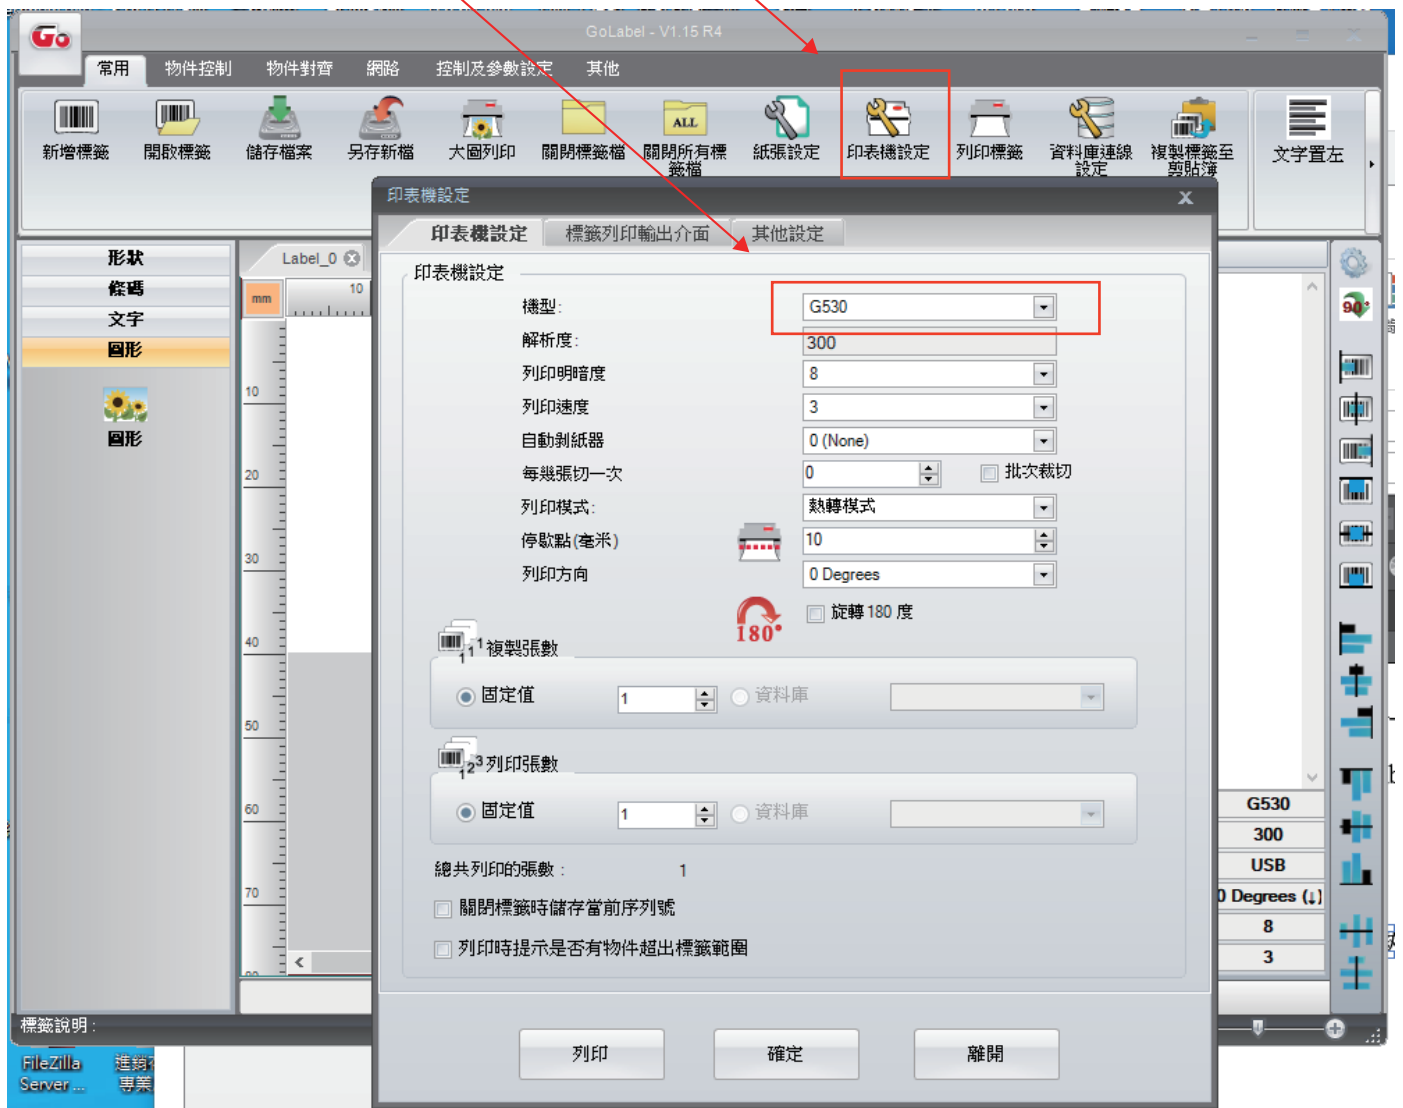 Go
GoLabel - V1.15 R4
常用 物件控制 物件對齊 網路 控制及參數設定 其他
新增標籤 開啟標籤 儲存檔案 另存新檔 大圖列印 關閉標籤檔 關閉所有標籤檔 紙張設定 印表機設定 列印標籤 資料庫連線設定 複製標籤至剪貼簿 文字置左
ALL
印表機設定
印表機設定 標籤列印輸出介面 其他設定
形狀
條碼
文字
圖形
圖形
Label_0
mm
10
10
20
30
40
50
60
70
印表機設定
機型: G530
解析度: 300
列印明暗度 8
列印速度 3
自動剝紙器 0 (None)
每幾張切一次 0 批次裁切
列印模式: 熱轉模式
停歇點(毫米) 10
列印方向 0 Degrees
180° 旋轉 180 度
複製張數
固定值 1 資料庫
列印張數
固定值 1 資料庫
總共列印的張數 : 1
關閉標籤時儲存當前序列號
列印時提示是否有物件超出標籤範圍
列印 確定 離開
90°
G530
300
USB
0 Degrees (↓)
8
3
標籤說明 :
FileZilla
Server ...